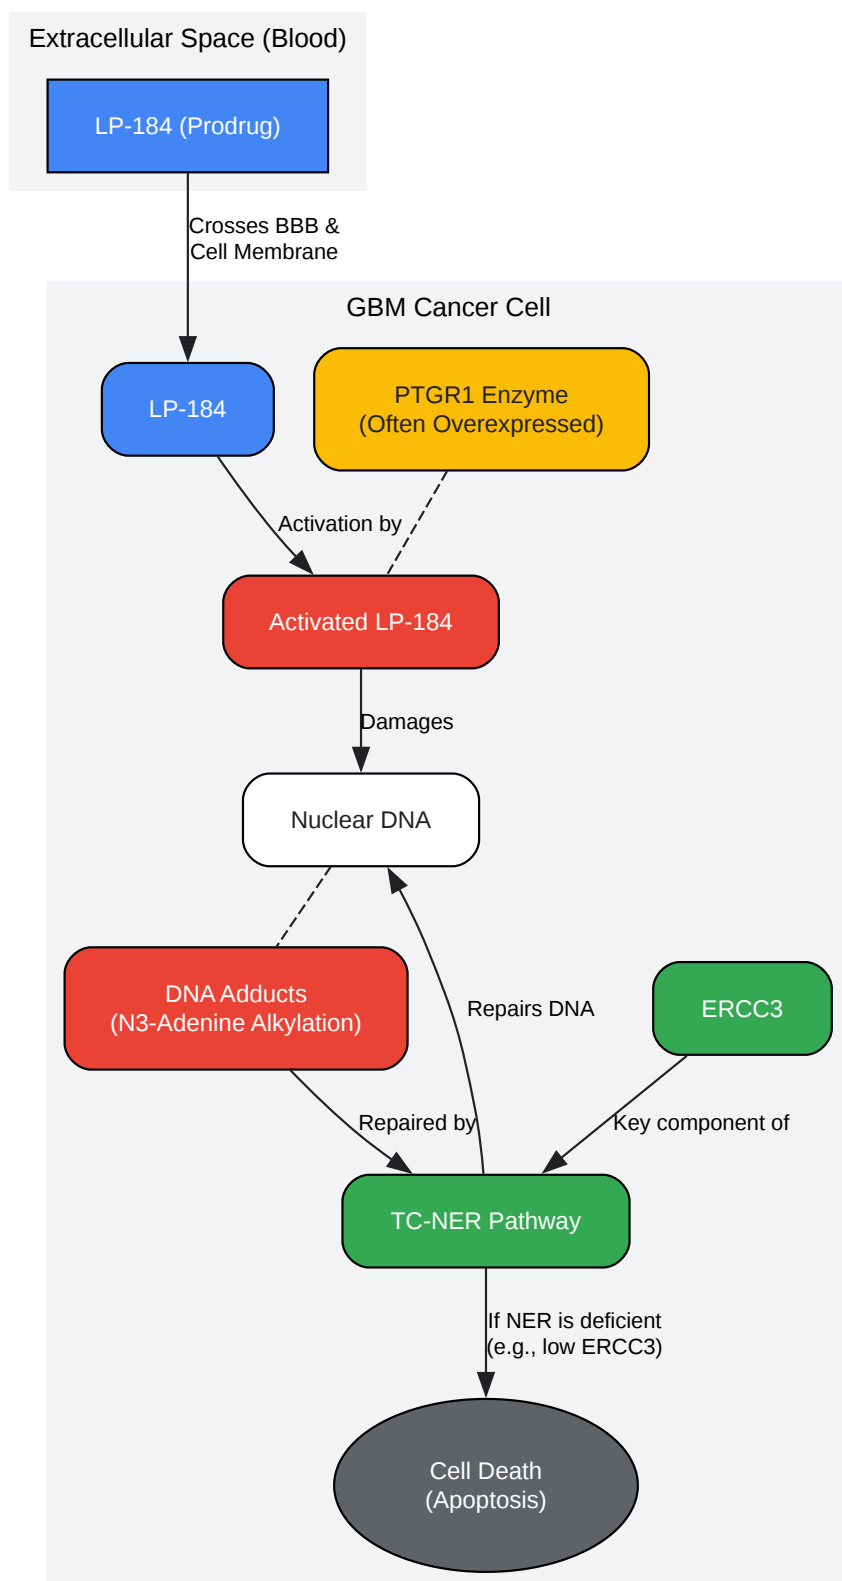 Extracellular Space (Blood)
LP-184 (Prodrug)
Crosses BBB &
Cell Membrane
GBM Cancer Cell
LP-184
PTGR1 Enzyme
(Often Overexpressed)
Activation by
Activated LP-184
Damages
Nuclear DNA
DNA Adducts
(N3-Adenine Alkylation)
Repairs DNA
ERCC3
Repaired by
Key component of
TC-NER Pathway
If NER is deficient
(e.g., low ERCC3)
Cell Death
(Apoptosis)